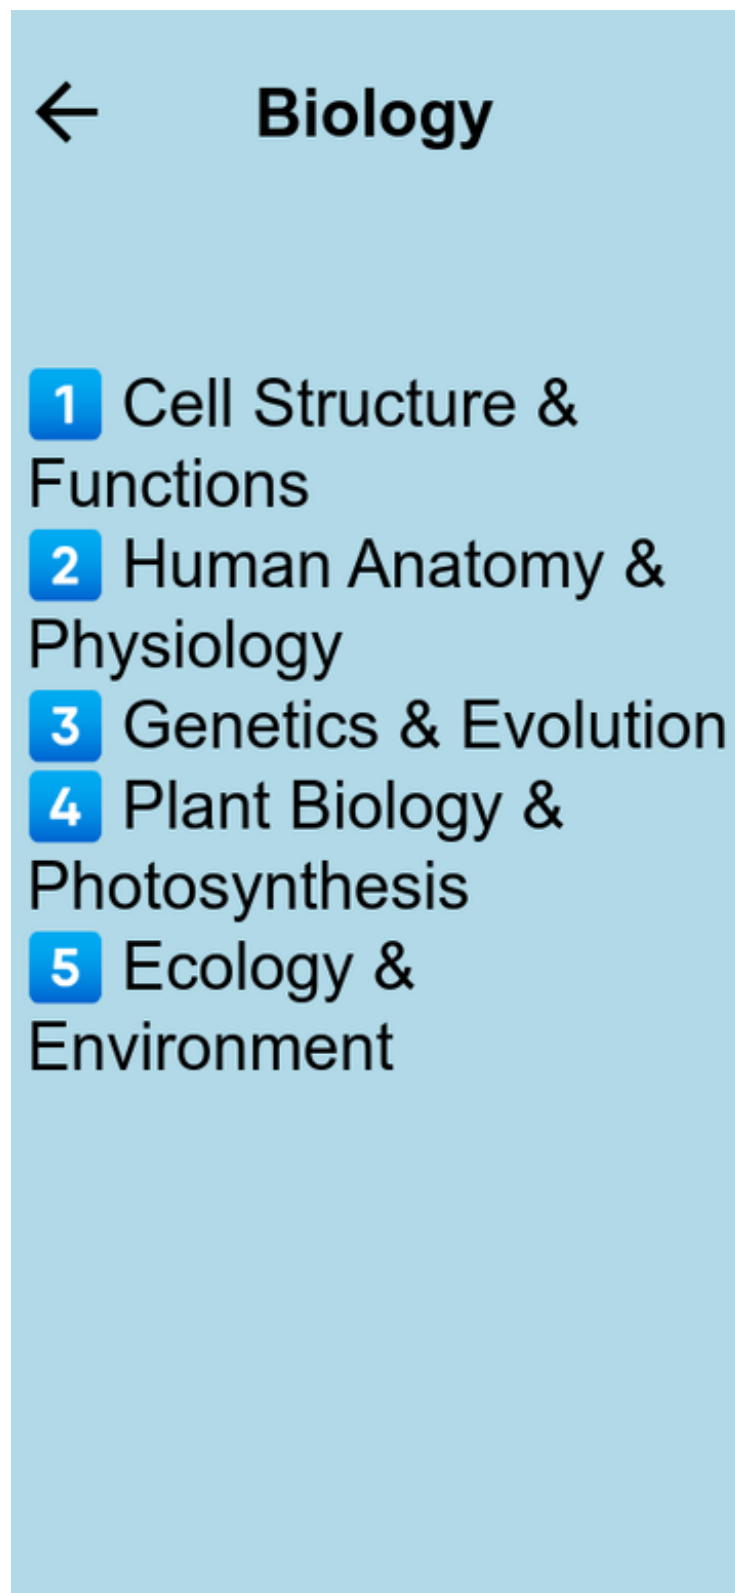 Biology
1️⃣ Cell Structure &
Functions
2️⃣ Human Anatomy &
Physiology
3️⃣ Genetics & Evolution
4️⃣ Plant Biology &
Photosynthesis
5️⃣ Ecology &
Environment